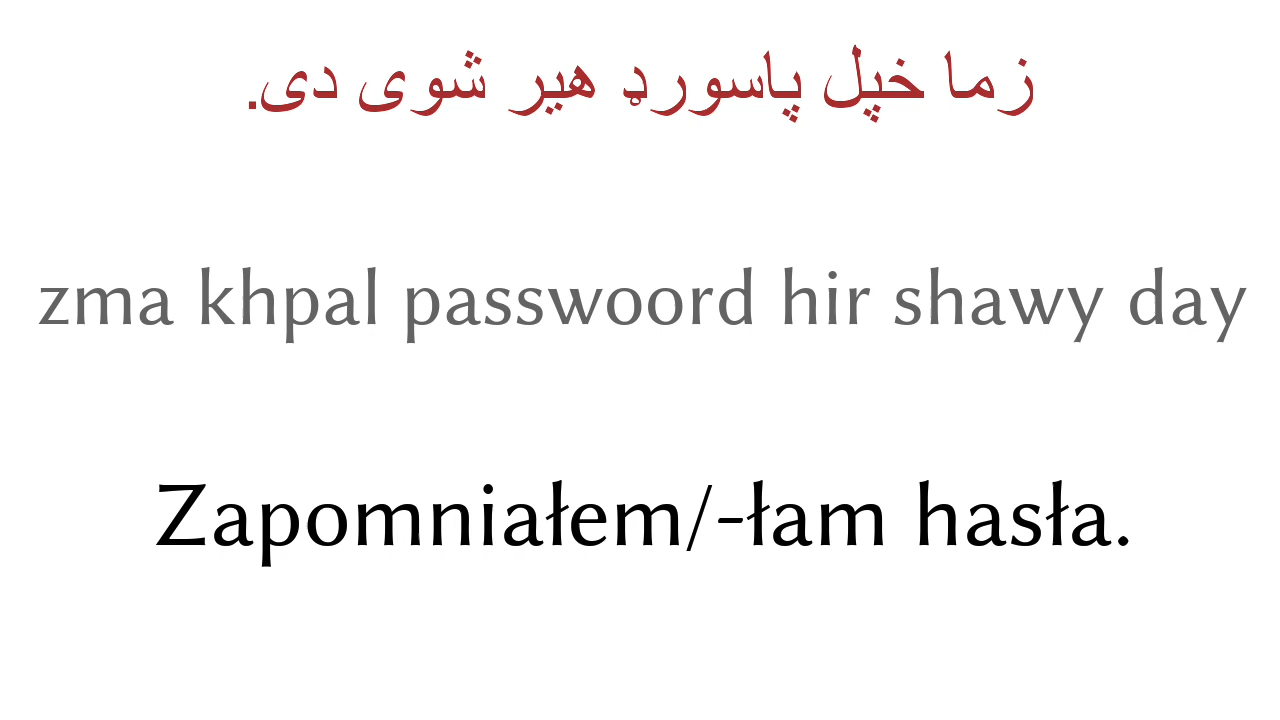 زما خپل پاسورډ هیر شوی دی.
zma khpal passwoord hir shawy day
Zapomniałem/-łam hasła.